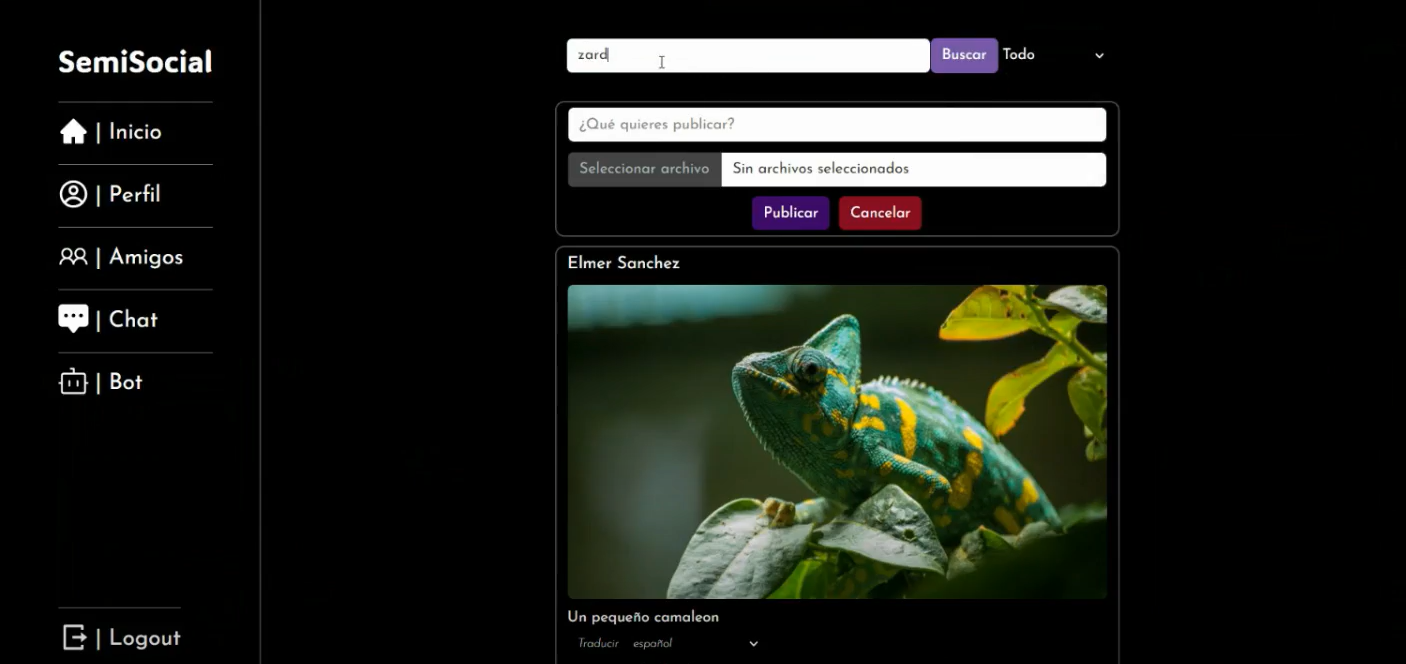 SemiSocial
| Inicio
| Perfil
| Amigos
| Chat
| Bot
| Logout
zard
Buscar
Todo
¿Qué quieres publicar?
Seleccionar archivo
Sin archivos seleccionados
Publicar
Cancelar
Elmer Sanchez
Un pequeño camaleon
Traducir español